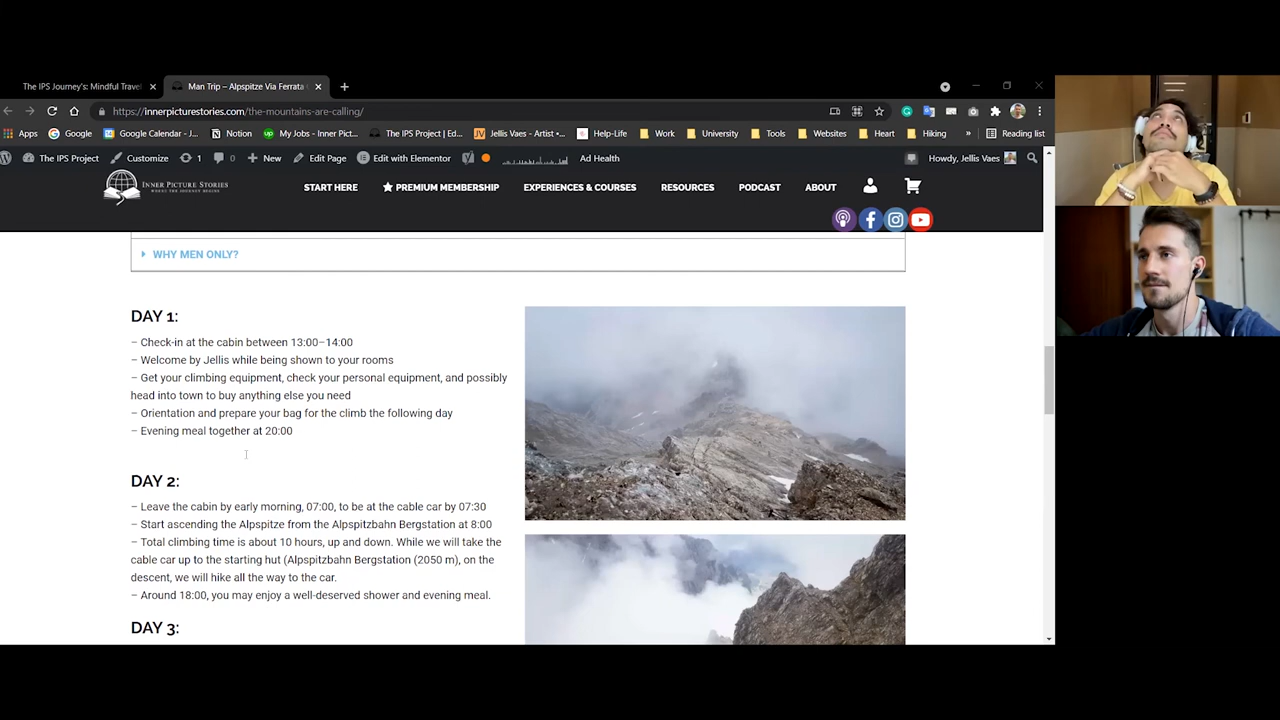 The IPS Journey's: Mindful Trave
Man Trip – Alpspitze Via Ferrata
https://innerpicturestories.com/the-mountains-are-calling/
Apps Google Google Calendar - J... Notion My Jobs - Inner Pict... The IPS Project | Ed... Jellis Vaes - Artist •... Help-Life Work University Tools Websites Heart Hiking » Reading list
The IPS Project Customize 1 0 New Edit Page Edit with Elementor Ad Health Howdy, Jellis Vaes
INNER PICTURE STORIES
WHERE THE JOURNEY BEGINS
START HERE PREMIUM MEMBERSHIP EXPERIENCES & COURSES RESOURCES PODCAST ABOUT
WHY MEN ONLY?
DAY 1:
– Check-in at the cabin between 13:00–14:00
– Welcome by Jellis while being shown to your rooms
– Get your climbing equipment, check your personal equipment, and possibly
head into town to buy anything else you need
– Orientation and prepare your bag for the climb the following day
– Evening meal together at 20:00
DAY 2:
– Leave the cabin by early morning, 07:00, to be at the cable car by 07:30
– Start ascending the Alpspitze from the Alpspitzbahn Bergstation at 8:00
– Total climbing time is about 10 hours, up and down. While we will take the
cable car up to the starting hut (Alpspitzbahn Bergstation (2050 m), on the
descent, we will hike all the way to the car.
– Around 18:00, you may enjoy a well-deserved shower and evening meal.
DAY 3: